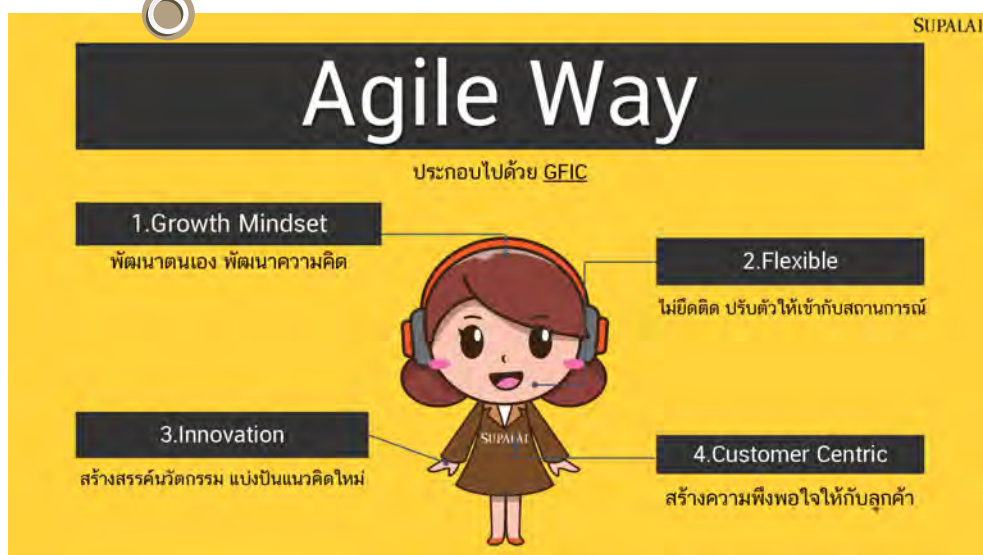 SUPALAI
Agile Way
ประกอบไปด้วย GFIC
1.Growth Mindset
พัฒนาตนเอง พัฒนาความคิด
2.Flexible
ไม่ยึดติด ปรับตัวให้เข้ากับสถานการณ์
3.Innovation
สร้างสรรค์นวัตกรรม แบ่งปันแนวคิดใหม่
SUPALAI
4.Customer Centric
สร้างความพึงพอใจให้กับลูกค้า